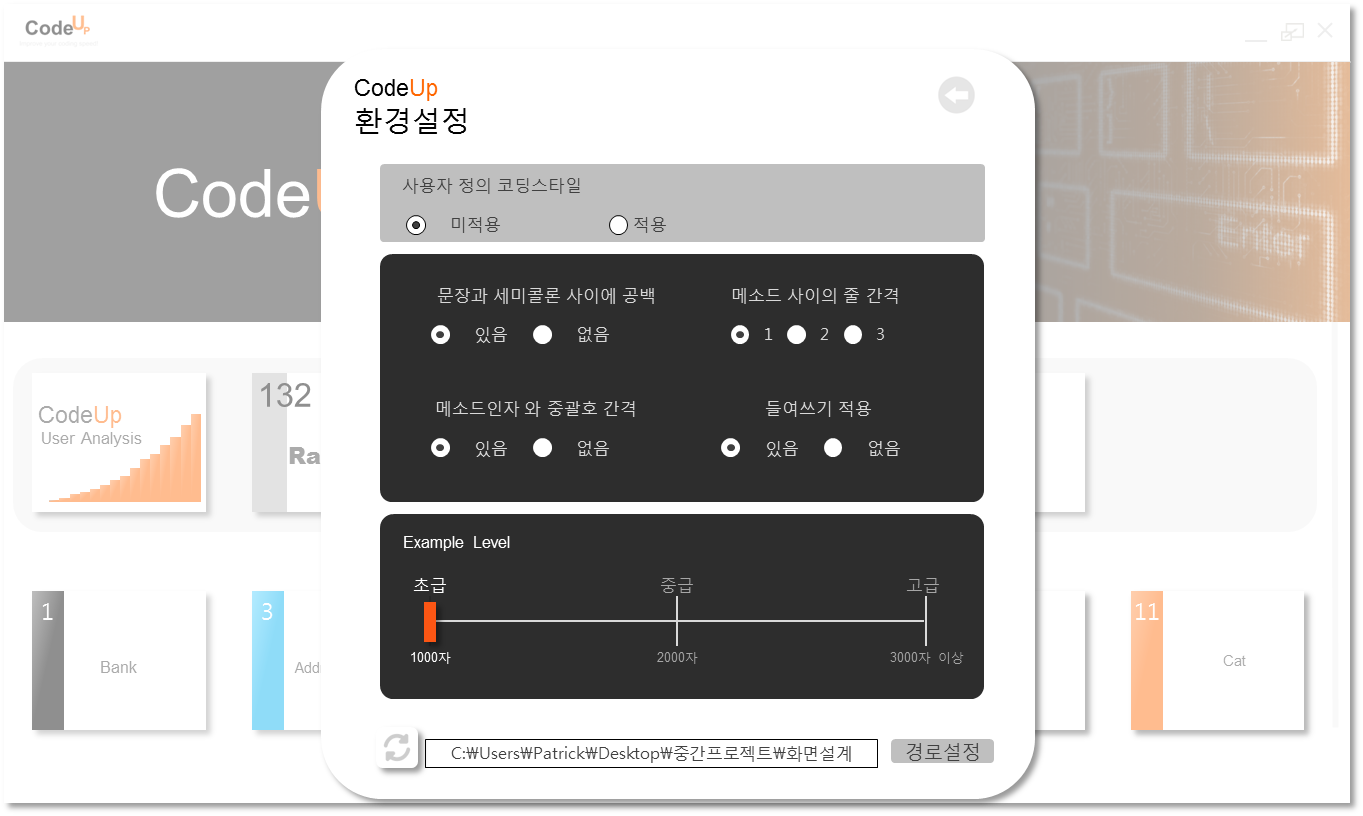 CodeUp
CodeUp
환경설정
Code
사용자 정의 코딩스타일
미적용 적용
Enter
문장과 세미콜론 사이에 공백 메소드 사이의 줄 간격
있음 없음 1 2 3
132
CodeUp
User Analysis
메소드인자 와 중괄호 간격 들여쓰기 적용
있음 없음 있음 없음
Example Level
초급 중급 고급
1000자 2000자 3000자 이상
1
Bank
3
11
Cat
C:₩Users₩Patrick₩Desktop₩중간프로젝트₩화면설계 경로설정